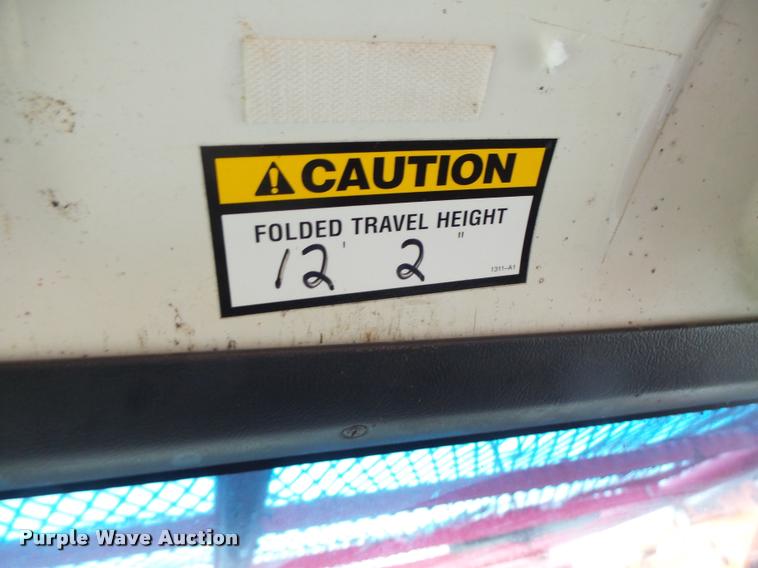 CAUTION
FOLDED TRAVEL HEIGHT
12' 2"
1311-A1
Purple Wave Auction